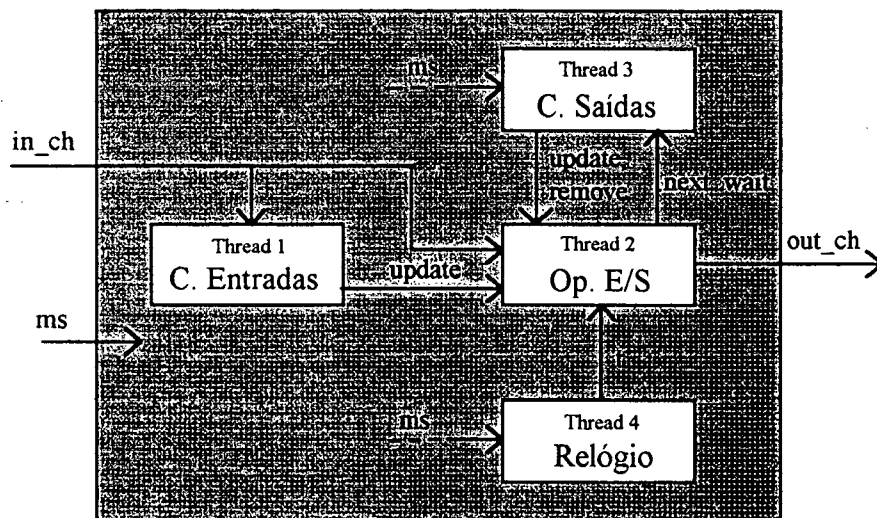 ms
Thread 3
C. Saídas
in_ch
update
remove
next_wait
Thread 1
C. Entradas
update
Thread 2
Op. E/S
out_ch
ms
ms
Thread 4
Relógio